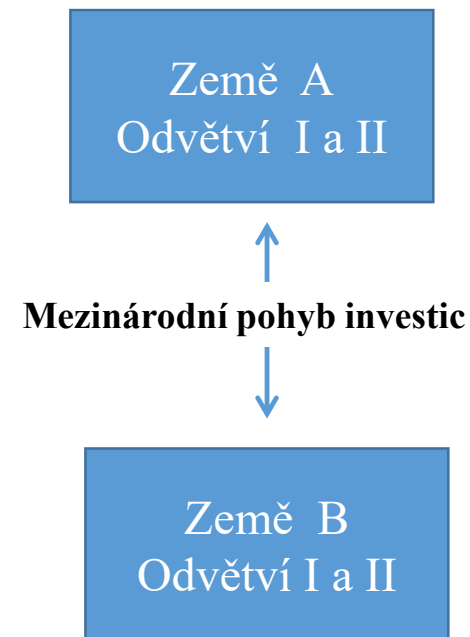 Země A
Odvětví I a II
Mezinárodní pohyb investic
Země B
Odvětví I a II